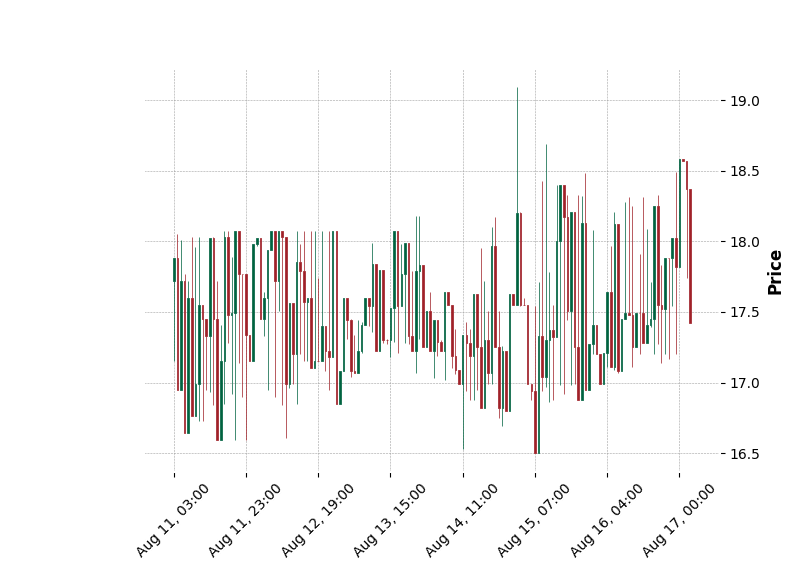 19.0
18.5
18.0
17.5
17.0
16.5
Price
Aug 11, 03:00
Aug 11, 23:00
Aug 12, 19:00
Aug 13, 15:00
Aug 14, 11:00
Aug 15, 07:00
Aug 16, 04:00
Aug 17, 00:00